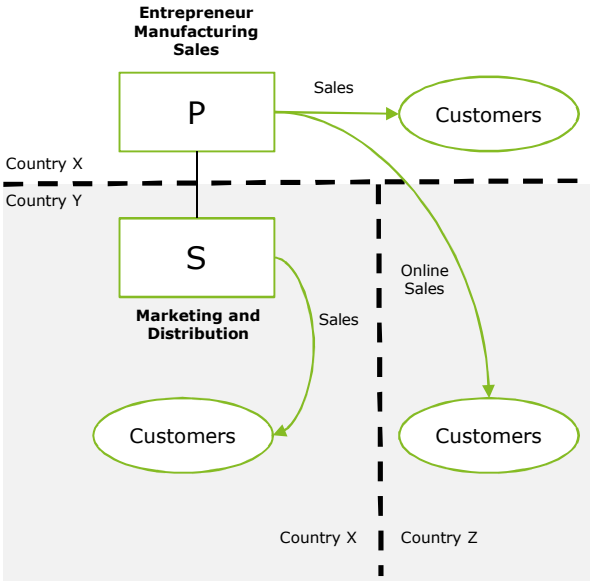 Entrepreneur
Manufacturing
Sales
P
Sales
Customers
Country X
Country Y
S
Online
Sales
Marketing and
Distribution
Sales
Customers
Customers
Country X
Country Z